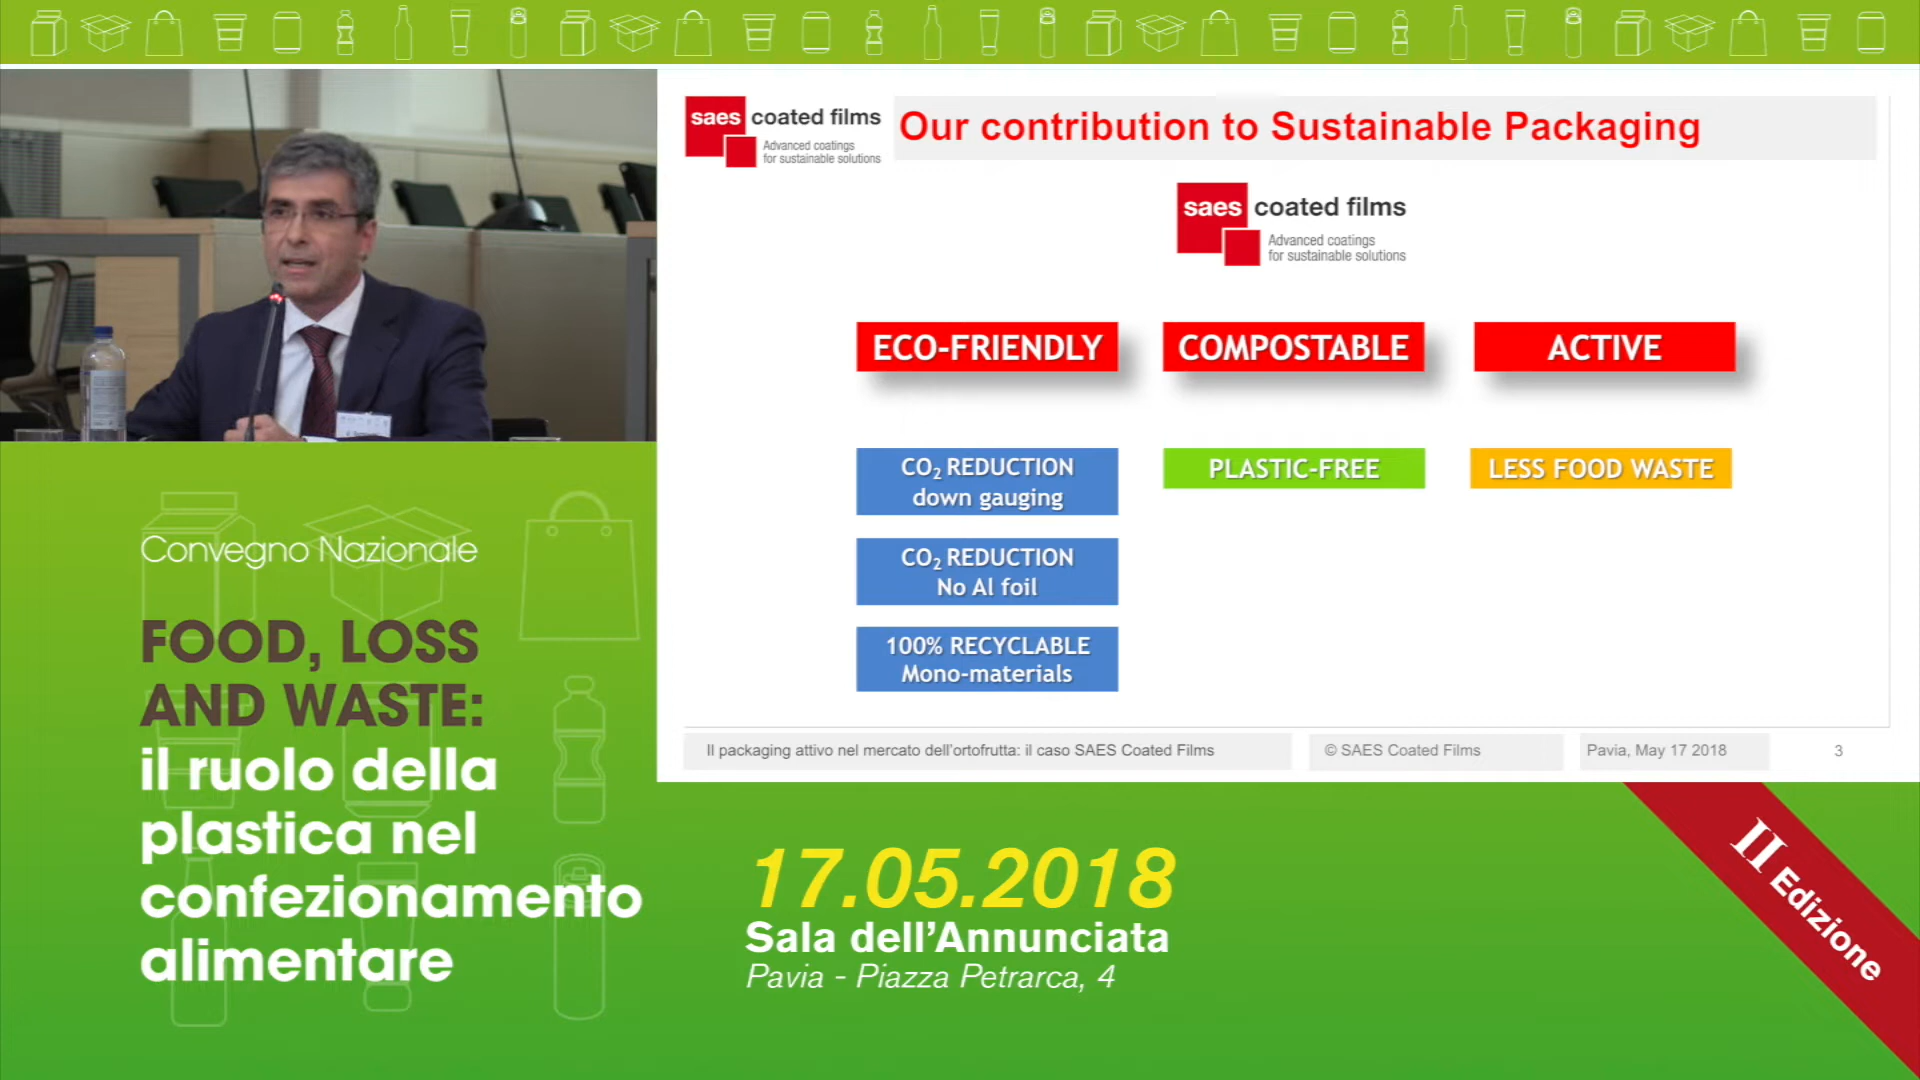 saes coated films
Advanced coatings
for sustainable solutions
Our contribution to Sustainable Packaging
saes coated films
Advanced coatings
for sustainable solutions
ECO-FRIENDLY
COMPOSTABLE
ACTIVE
CO₂ REDUCTION
down gauging
PLASTIC-FREE
LESS FOOD WASTE
CO₂ REDUCTION
No Al foil
100% RECYCLABLE
Mono-materials
Il packaging attivo nel mercato dell'ortofrutta: il caso SAES Coated Films
© SAES Coated Films
Pavia, May 17 2018
3
Convegno Nazionale
FOOD, LOSS
AND WASTE:
il ruolo della
plastica nel
confezionamento
alimentare
17.05.2018
Sala dell'Annunciata
Pavia - Piazza Petrarca, 4
II Edizione